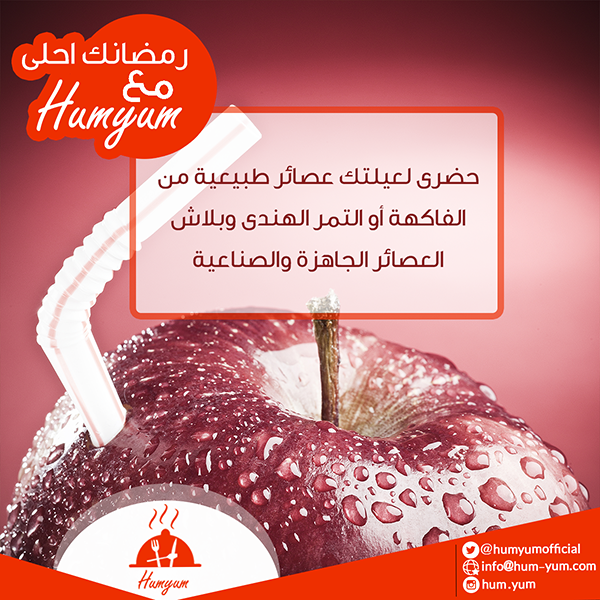 رمضانك احلى
مع
Humyum
حضرى لعيلتك عصائر طبيعية من
الفاكهة أو التمر الهندى وبلاش
العصائر الجاهزة والصناعية
Humyum
@humyumofficial
info@hum-yum.com
hum.yum